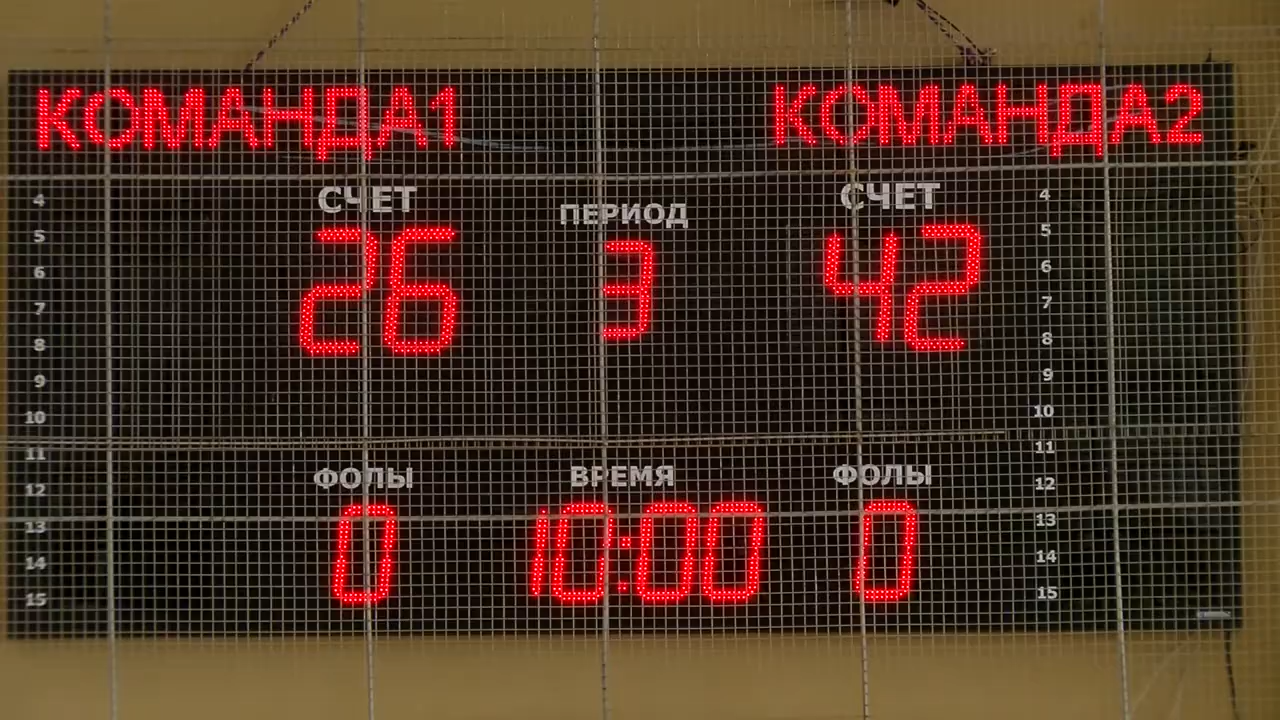 КОМАНДА1 КОМАНДА2
СЧЕТ ПЕРИОД СЧЕТ
26 3 42
4 4
5 5
6 6
7 7
8 8
9 9
10 10
11 11
ФОЛЫ ВРЕМЯ ФОЛЫ
12 12
0 10:00 0
13 13
14 14
15 15